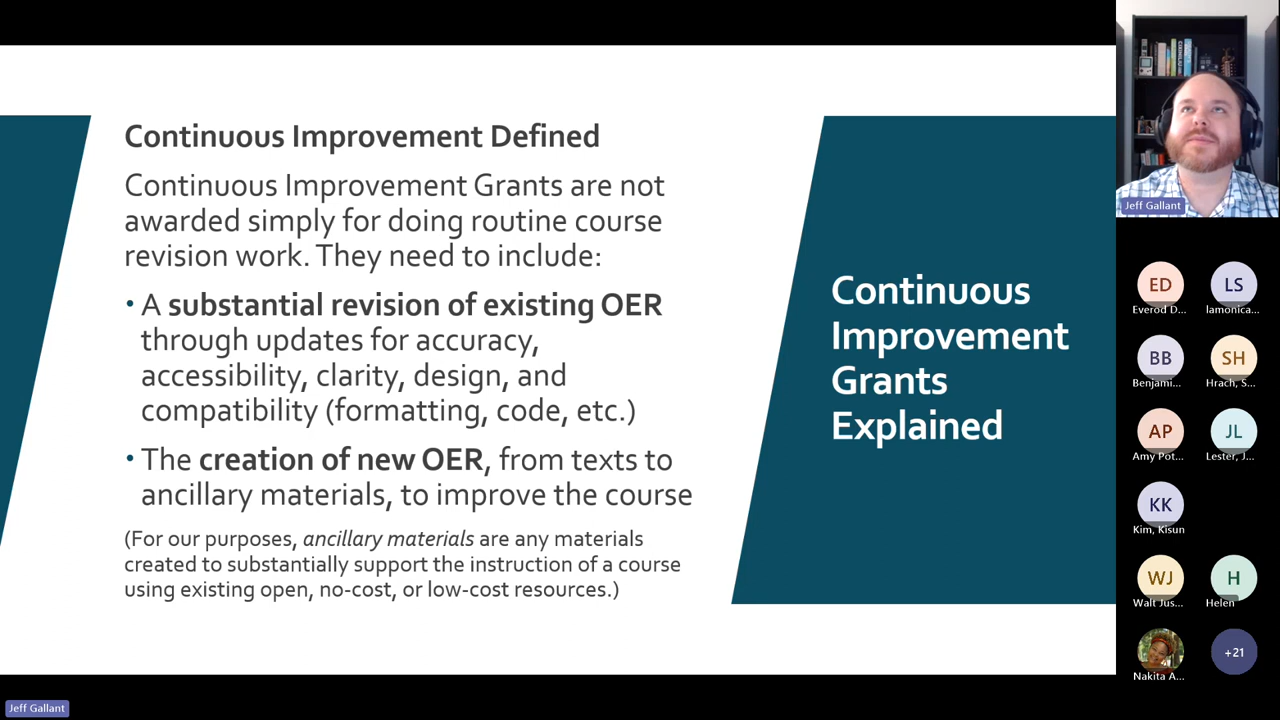 Continuous Improvement Defined
Continuous Improvement Grants are not
awarded simply for doing routine course
revision work. They need to include:
• A substantial revision of existing OER
through updates for accuracy,
accessibility, clarity, design, and
compatibility (formatting, code, etc.)
• The creation of new OER, from texts to
ancillary materials, to improve the course
(For our purposes, ancillary materials are any materials
created to substantially support the instruction of a course
using existing open, no-cost, or low-cost resources.)
Continuous
Improvement
Grants
Explained
Jeff Gallant
ED
LS
Everod D...
lamonica...
BB
SH
Benjami...
Hrach, S...
AP
JL
Amy Pot...
Lester, J...
KK
Kim, Kisun
WJ
H
Walt Jus...
Helen
+21
Nakita A...
Jeff Gallant